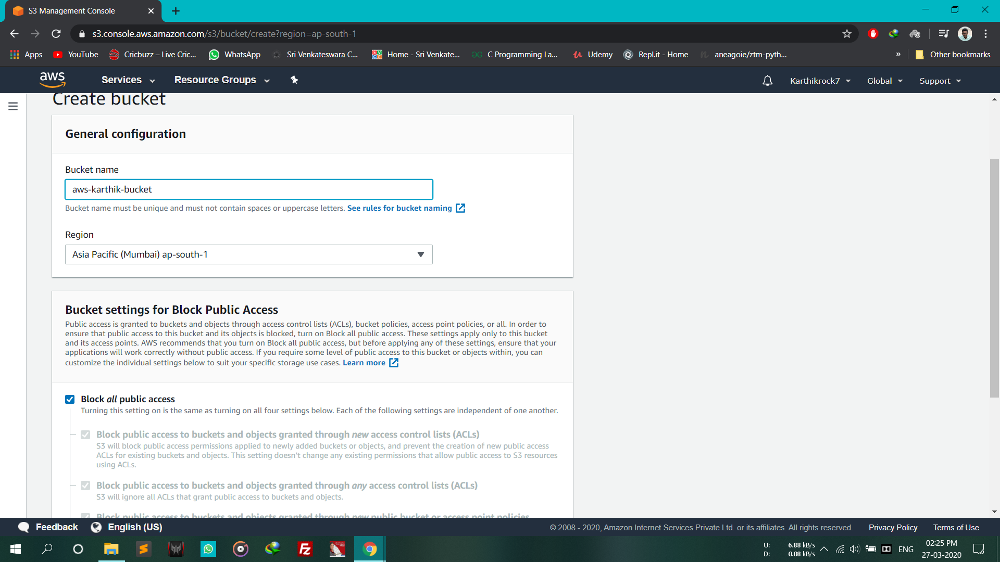 S3 Management Console
s3.console.aws.amazon.com/s3/bucket/create?region=ap-south-1
Apps
YouTube
Cricbuzz – Live Cric...
WhatsApp
Sri Venkateswara C...
Home - Sri Venkate...
C Programming La...
Udemy
Repl.it - Home
aneagoie/ztm-pyth...
»
Other bookmarks
aws
Services
Resource Groups
Karthikrock7
Global
Support
Create bucket
General configuration
Bucket name
aws-karthik-bucket
Bucket name must be unique and must not contain spaces or uppercase letters. See rules for bucket naming
Region
Asia Pacific (Mumbai) ap-south-1
Bucket settings for Block Public Access
Public access is granted to buckets and objects through access control lists (ACLs), bucket policies, access point policies, or all. In order to
ensure that public access to this bucket and its objects is blocked, turn on Block all public access. These settings apply only to this bucket
and its access points. AWS recommends that you turn on Block all public access, but before applying any of these settings, ensure that your
applications will work correctly without public access. If you require some level of public access to this bucket or objects within, you can
customize the individual settings below to suit your specific storage use cases. Learn more
Block all public access
Turning this setting on is the same as turning on all four settings below. Each of the following settings are independent of one another.
Block public access to buckets and objects granted through new access control lists (ACLs)
S3 will block public access permissions applied to newly added buckets or objects, and prevent the creation of new public access
ACLs for existing buckets and objects. This setting doesn't change any existing permissions that allow public access to S3 resources
using ACLs.
Block public access to buckets and objects granted through any access control lists (ACLs)
S3 will ignore all ACLs that grant public access to buckets and objects.
Block public access to buckets and objects granted through new public bucket or access point policies
Feedback
English (US)
© 2008 - 2020, Amazon Internet Services Private Ltd. or its affiliates. All rights reserved.
Privacy Policy
Terms of Use
U: 6.88 kB/s
D: 0.08 kB/s
ENG
02:25 PM
27-03-2020